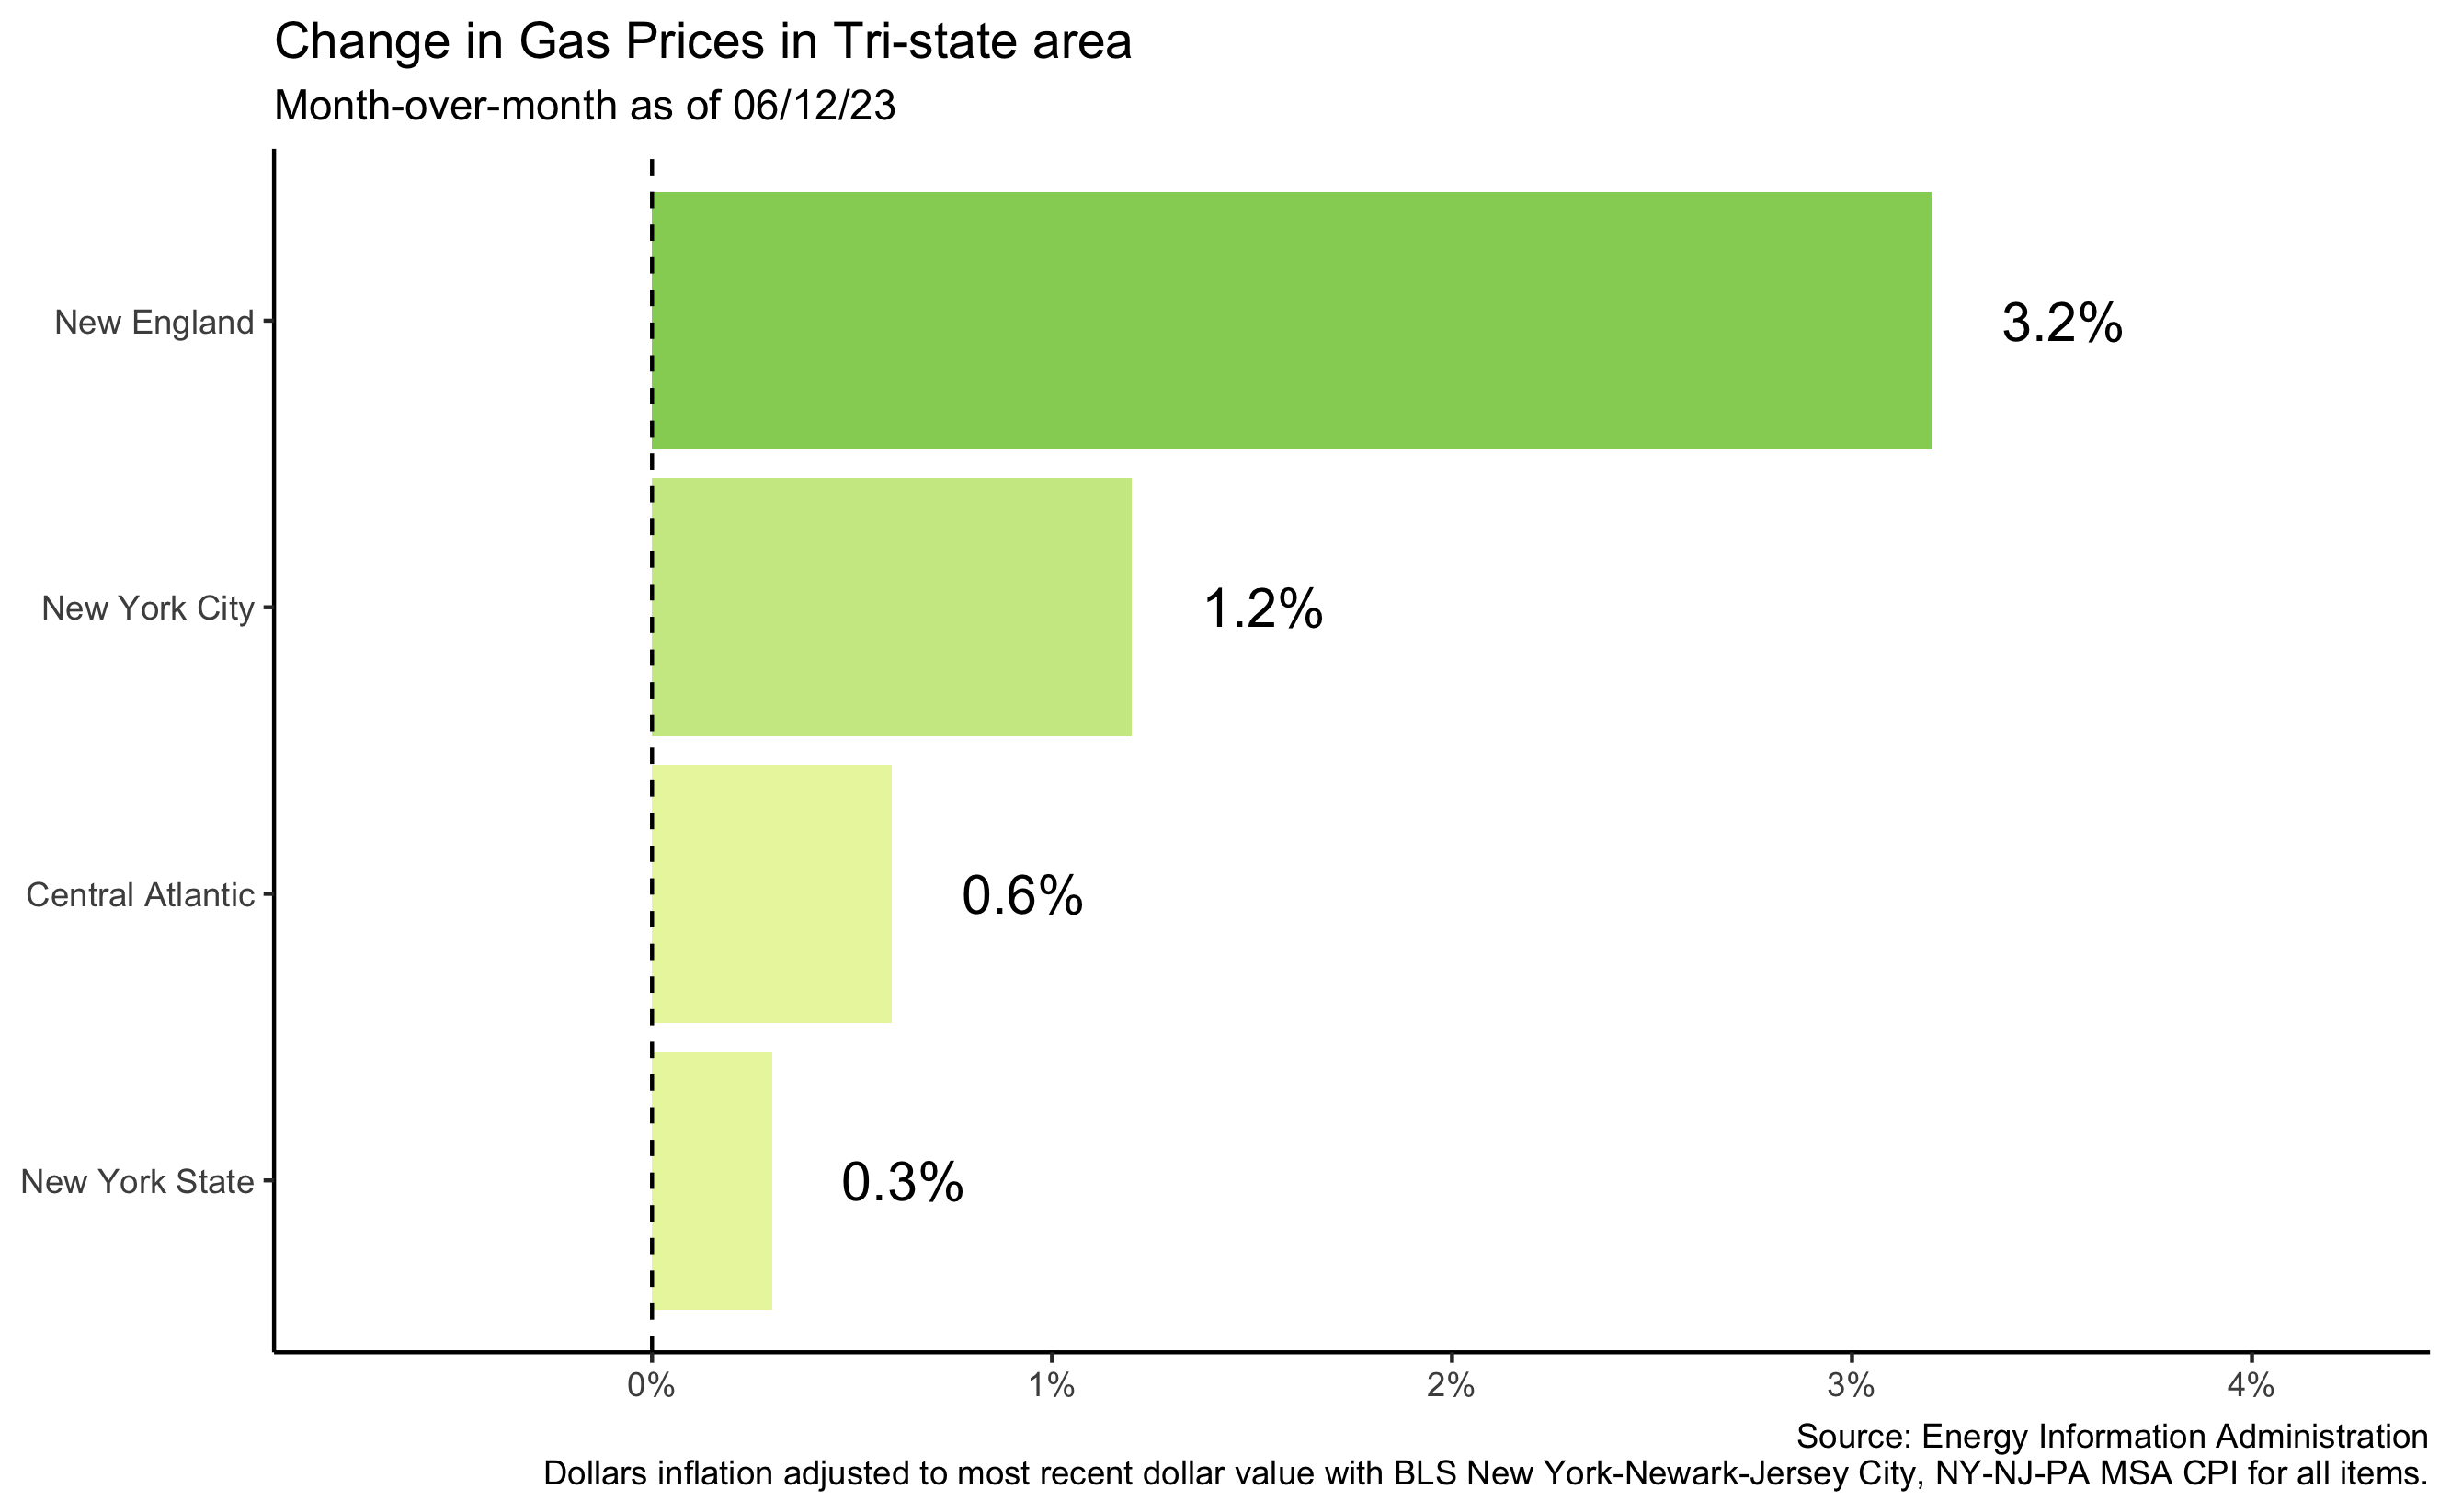 Change in Gas Prices in Tri-state area
Month-over-month as of 06/12/23
New England
3.2%
New York City
1.2%
Central Atlantic
0.6%
New York State
0.3%
0%
1%
2%
3%
4%
Source: Energy Information Administration
Dollars inflation adjusted to most recent dollar value with BLS New York-Newark-Jersey City, NY-NJ-PA MSA CPI for all items.